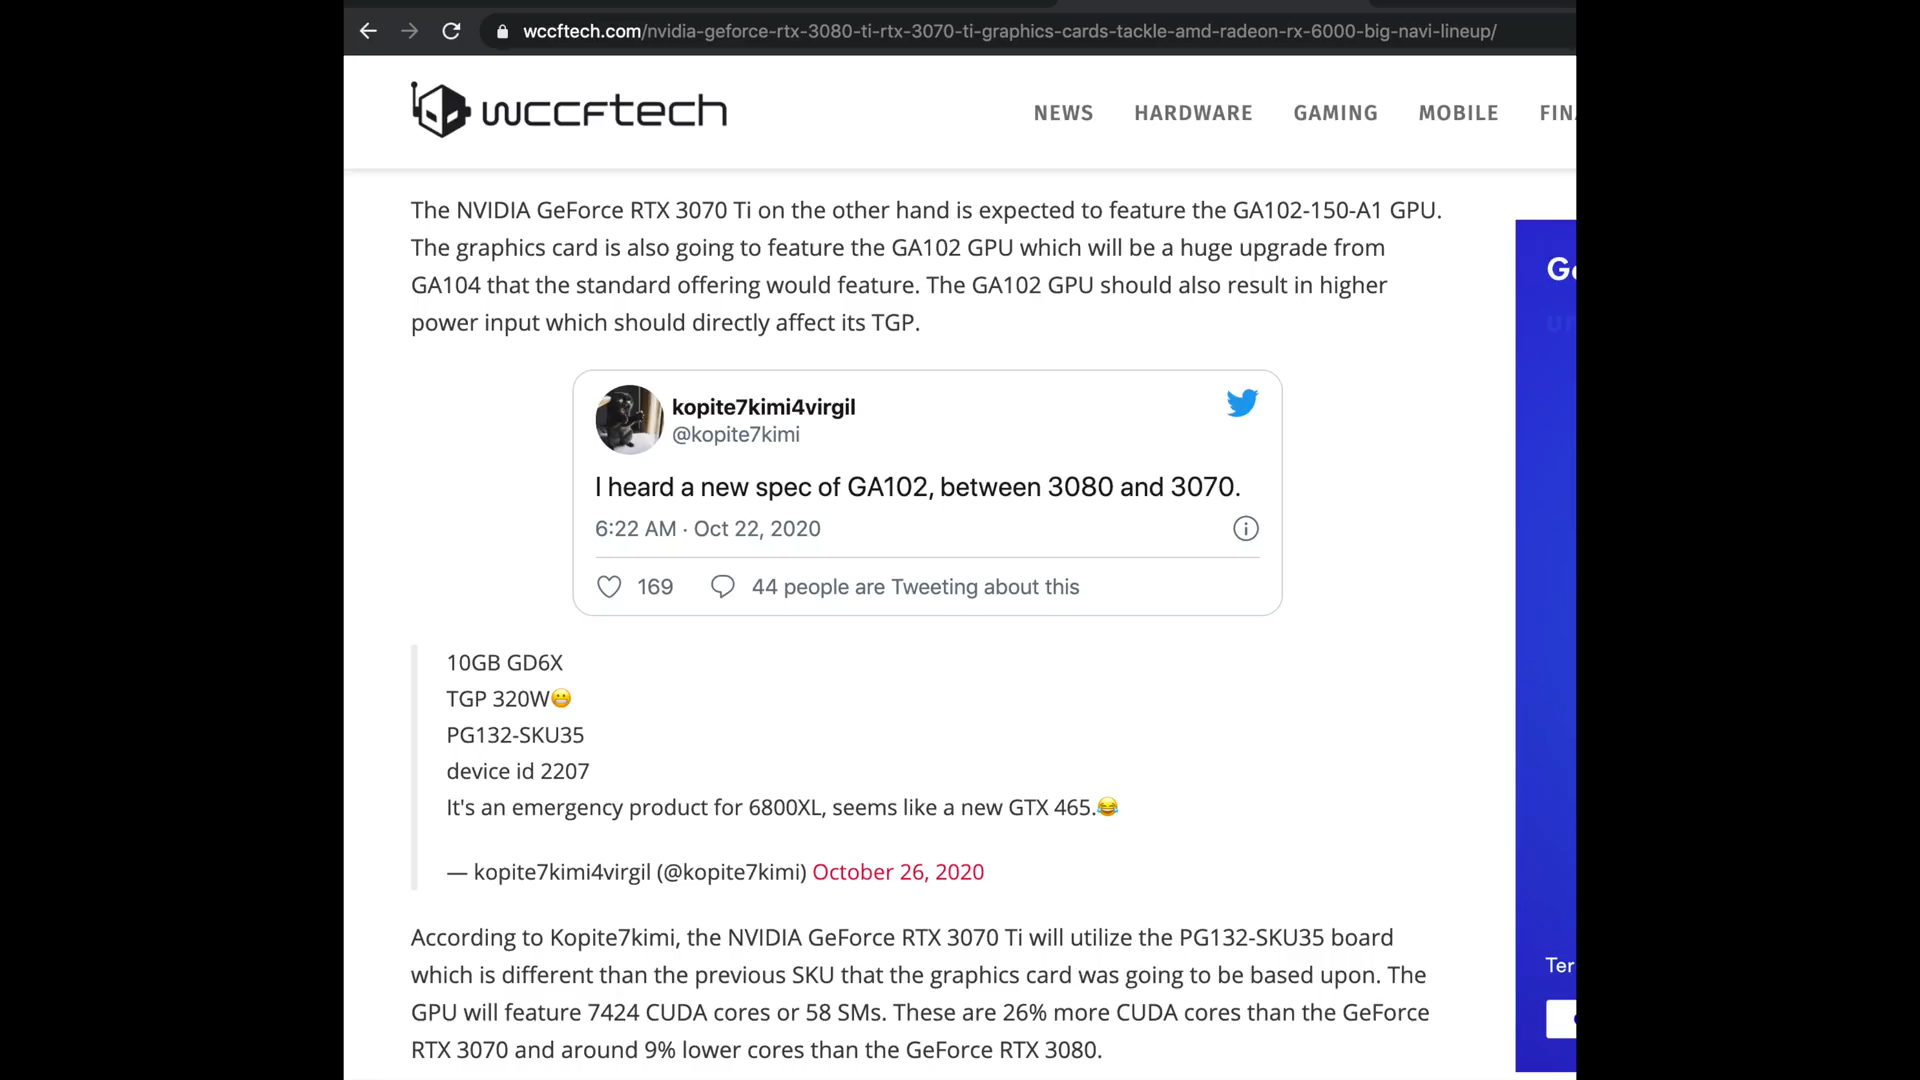 wccftech.com/nvidia-geforce-rtx-3080-ti-rtx-3070-ti-graphics-cards-tackle-amd-radeon-rx-6000-big-navi-lineup/
wccftech
NEWS HARDWARE GAMING MOBILE
The NVIDIA GeForce RTX 3070 Ti on the other hand is expected to feature the GA102-150-A1 GPU.
The graphics card is also going to feature the GA102 GPU which will be a huge upgrade from
GA104 that the standard offering would feature. The GA102 GPU should also result in higher
power input which should directly affect its TGP.
kopite7kimi4virgil
@kopite7kimi
I heard a new spec of GA102, between 3080 and 3070.
6:22 AM · Oct 22, 2020
169 44 people are Tweeting about this
10GB GD6X
TGP 320W😬
PG132-SKU35
device id 2207
It's an emergency product for 6800XL, seems like a new GTX 465.😂
— kopite7kimi4virgil (@kopite7kimi) October 26, 2020
According to Kopite7kimi, the NVIDIA GeForce RTX 3070 Ti will utilize the PG132-SKU35 board
which is different than the previous SKU that the graphics card was going to be based upon. The
GPU will feature 7424 CUDA cores or 58 SMs. These are 26% more CUDA cores than the GeForce
RTX 3070 and around 9% lower cores than the GeForce RTX 3080.